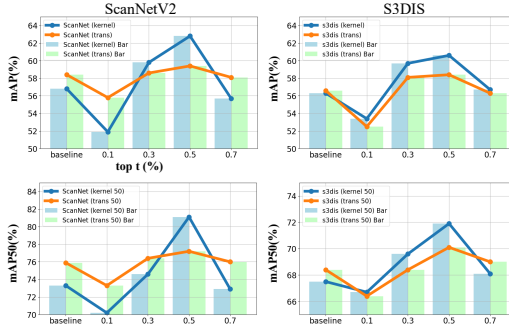 ScanNetV2
S3DIS
mAP(%)
64
62
60
58
56
54
52
50
ScanNet (kernel)
ScanNet (trans)
ScanNet (kernel) Bar
ScanNet (trans) Bar
baseline 0.1 0.3 0.5 0.7
top t (%)
mAP(%)
64
62
60
58
56
54
52
50
s3dis (kernel)
s3dis (trans)
s3dis (kernel) Bar
s3dis (trans) Bar
baseline 0.1 0.3 0.5 0.7
mAP50(%)
84
82
80
78
76
74
72
70
ScanNet (kernel 50)
ScanNet (trans 50)
ScanNet (kernel 50) Bar
ScanNet (trans 50) Bar
baseline 0.1 0.3 0.5 0.7
mAP50(%)
74
72
70
68
66
s3dis (kernel 50)
s3dis (trans 50)
s3dis (kernel 50) Bar
s3dis (trans 50) Bar
baseline 0.1 0.3 0.5 0.7